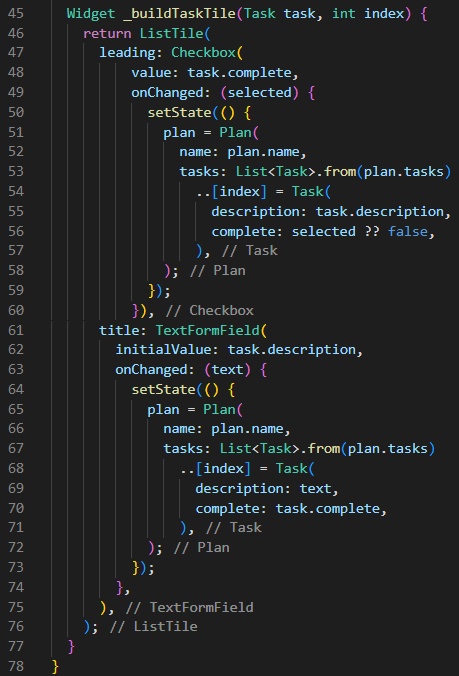 45 Widget _buildTaskTile(Task task, int index) {
46 return ListTile(
47 leading: Checkbox(
48 value: task.complete,
49 onChanged: (selected) {
50 setState(() {
51 plan = Plan(
52 name: plan.name,
53 tasks: List<Task>.from(plan.tasks)
54 ..[index] = Task(
55 description: task.description,
56 complete: selected ?? false,
57 ), // Task
58 ); // Plan
59 });
60 }), // Checkbox
61 title: TextFormField(
62 initialValue: task.description,
63 onChanged: (text) {
64 setState(() {
65 plan = Plan(
66 name: plan.name,
67 tasks: List<Task>.from(plan.tasks)
68 ..[index] = Task(
69 description: text,
70 complete: task.complete,
71 ), // Task
72 ); // Plan
73 });
74 },
75 ), // TextFormField
76 ); // ListTile
77 }
78 }